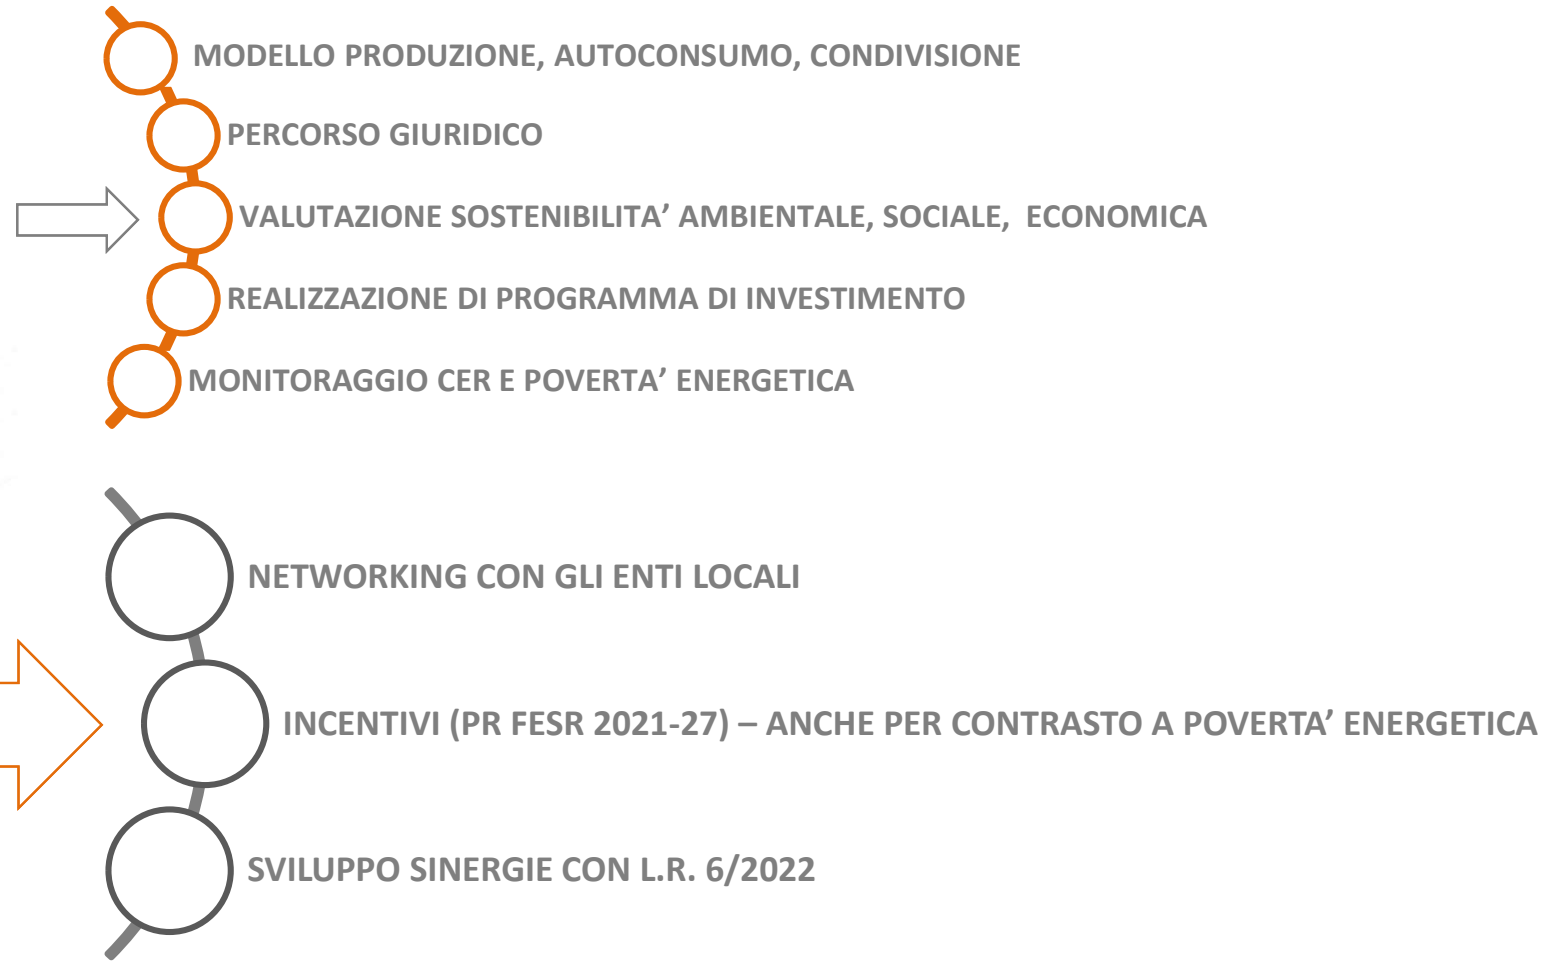 MODELLO PRODUZIONE, AUTOCONSUMO, CONDIVISIONE
PERCORSO GIURIDICO
VALUTAZIONE SOSTENIBILITA’ AMBIENTALE, SOCIALE, ECONOMICA
REALIZZAZIONE DI PROGRAMMA DI INVESTIMENTO
MONITORAGGIO CER E POVERTA’ ENERGETICA
NETWORKING CON GLI ENTI LOCALI
INCENTIVI (PR FESR 2021-27) – ANCHE PER CONTRASTO A POVERTA’ ENERGETICA
SVILUPPO SINERGIE CON L.R. 6/2022